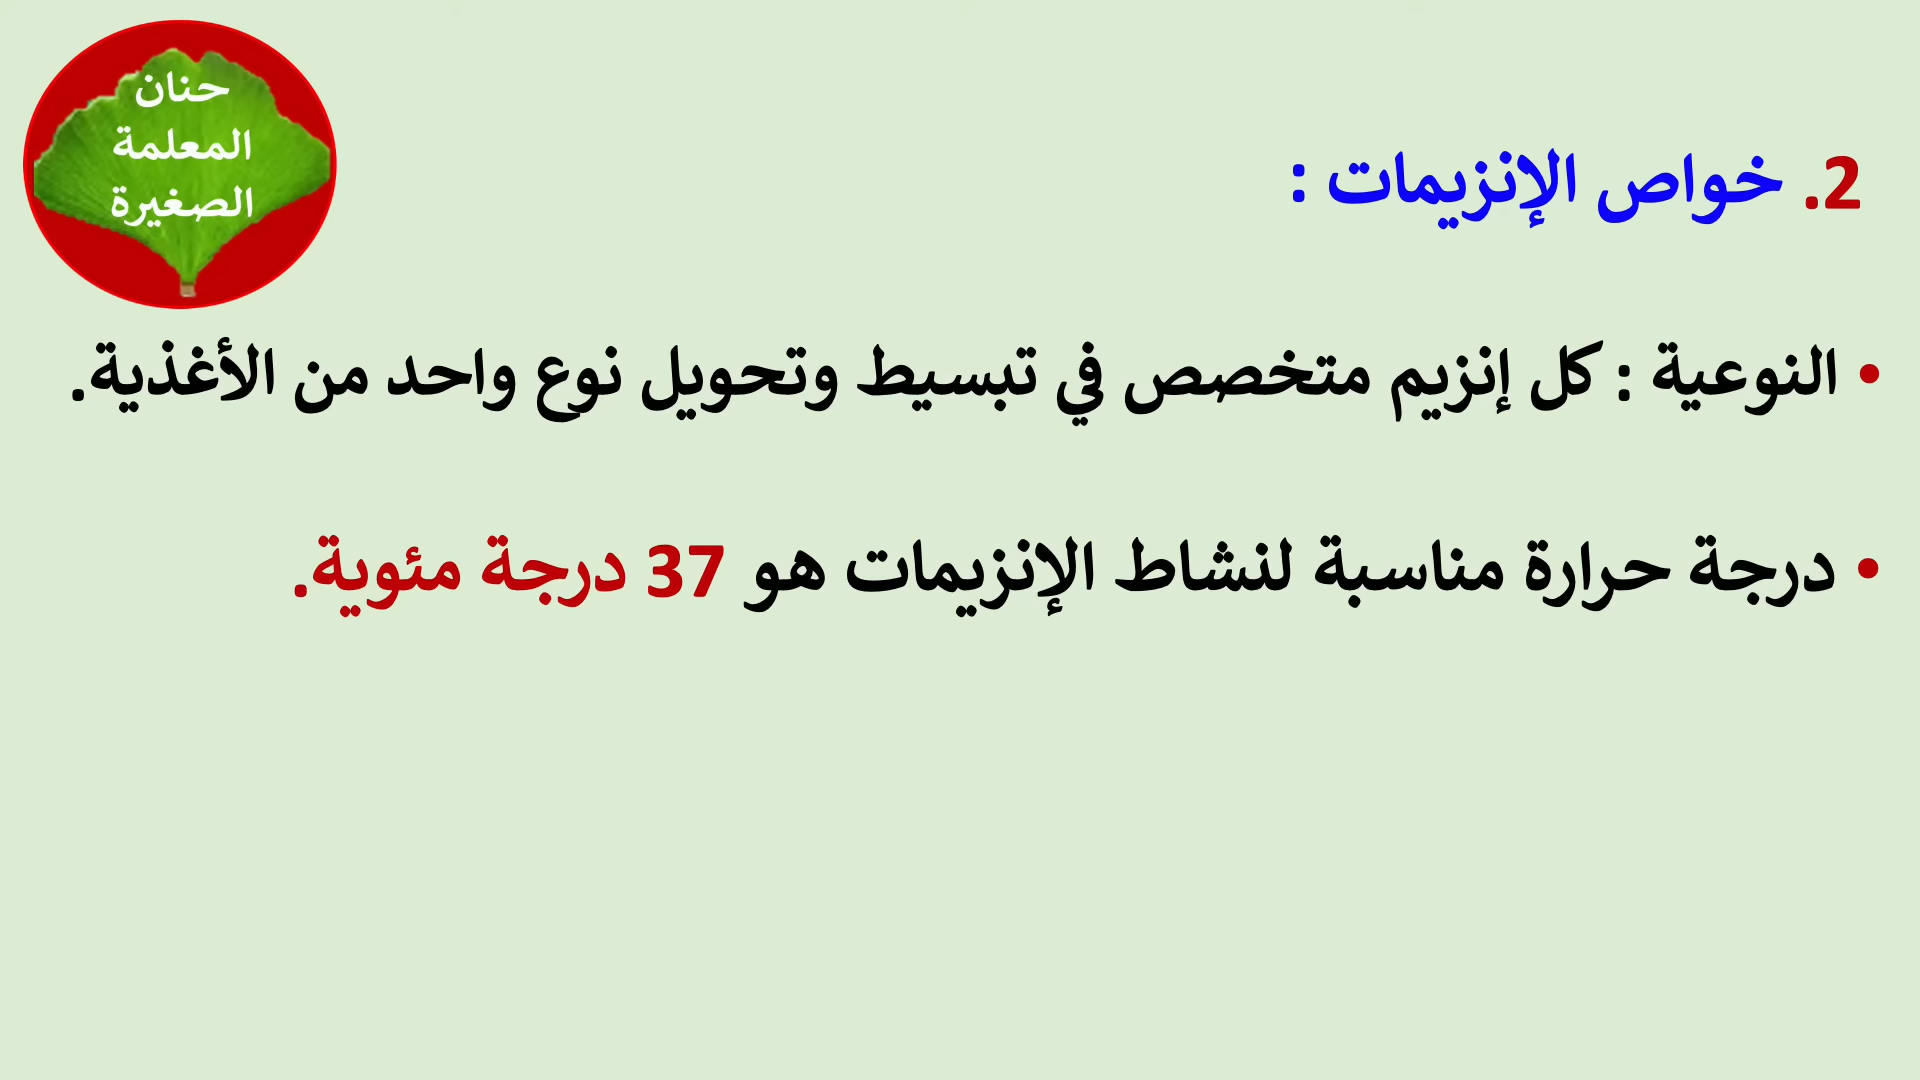 حنان
المعلمة
الصغيرة
2. خواص الإنزيمات :
• النوعية : كل إنزيم متخصص في تبسيط وتحويل نوع واحد من الأغذية.
• درجة حرارة مناسبة لنشاط الإنزيمات هو 37 درجة مئوية.